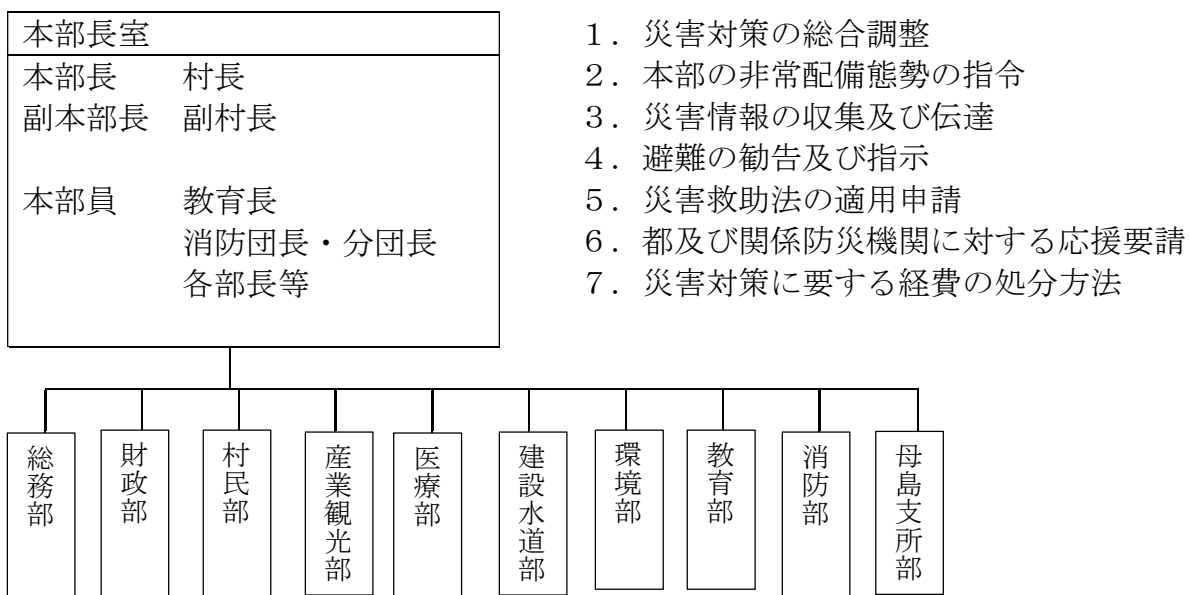 本部長室
本部長 村長
副本部長 副村長
本部員 教育長
消防団長・分団長
各部長等
１．災害対策の総合調整
２．本部の非常配備態勢の指令
３．災害情報の収集及び伝達
４．避難の勧告及び指示
５．災害救助法の適用申請
６．都及び関係防災機関に対する応援要請
７．災害対策に要する経費の処分方法
総務部
財政部
村民部
産業観光部
医療部
建設水道部
環境部
教育部
消防部
母島支所部